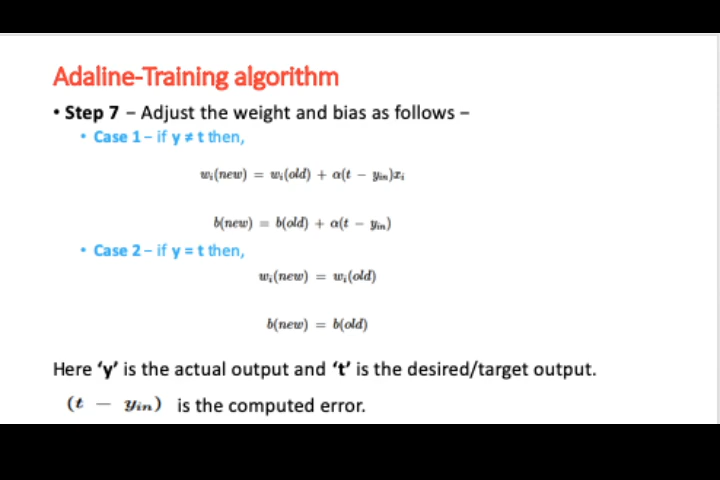 Adaline-Training algorithm
• Step 7 – Adjust the weight and bias as follows –
• Case 1 – if y ≠ t then,
wᵢ(new) = wᵢ(old) + α(t − yᵢₙ)xᵢ
b(new) = b(old) + α(t − yᵢₙ)
• Case 2 – if y = t then,
wᵢ(new) = wᵢ(old)
b(new) = b(old)
Here ‘y’ is the actual output and ‘t’ is the desired/target output.
(t − yᵢₙ) is the computed error.